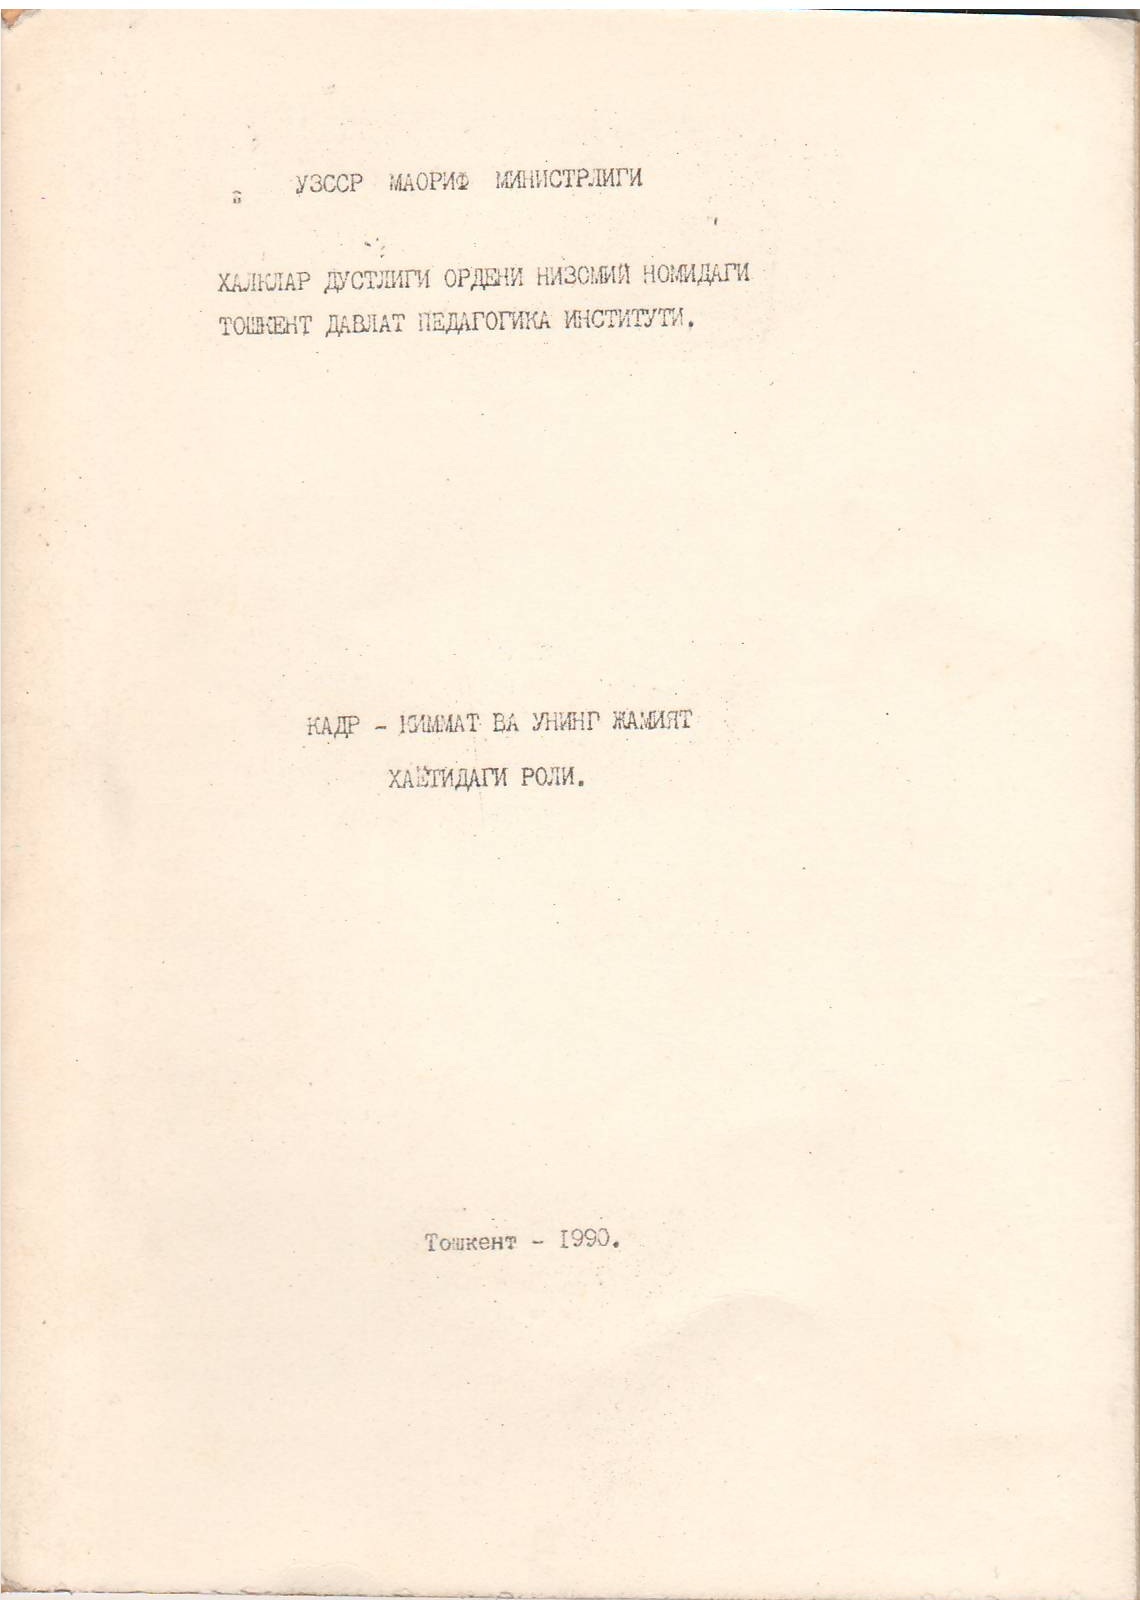 УЗССР МАОРИФ МИНИСТРЛИГИ
ХАЛКЛАР ДУСТЛИГИ ОРДЕНИ НИЗОМИЙ НОМИДАГИ
ТОШКЕНТ ДАВЛАТ ПЕДАГОГИКА ИНСТИТУТИ.
КАДР - КИММАТ ВА УНИНГ ЖАМИЯТ
ХАЁТИДАГИ РОЛИ.
Тошкент - I990.